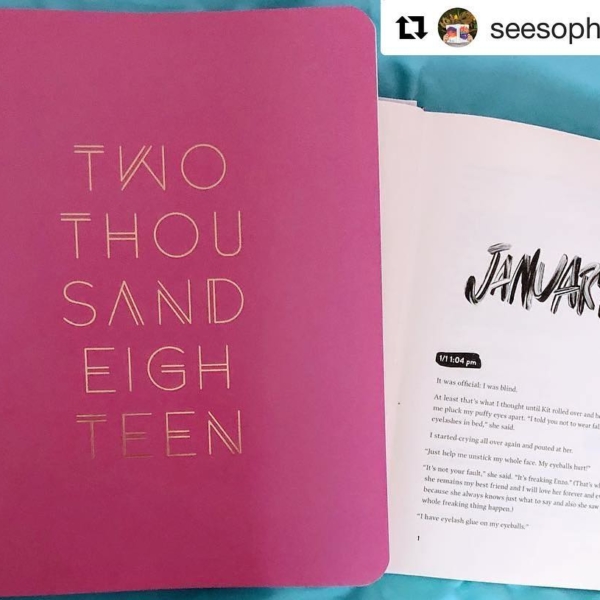 seesoph
TWO
THOU
SAND
EIGH
TEEN
JANUAR
1/1 1:04 pm
It was official: I was blind.
At least that's what I thought until Kit rolled over and
me pluck my puffy eyes apart. "I told you not to wear
eyelashes in bed," she said.
I started crying all over again and pouted at her.
"Just help me unstick my whole face. My eyeballs hurt!"
"It's not your fault," she said. "It's freaking Enna." (That's
she remains my best friend and I will love her forever and
because she always knows just what to say and also she saw
whole freaking thing happen.)
"I have eyelash glue on my eyeballs."
1